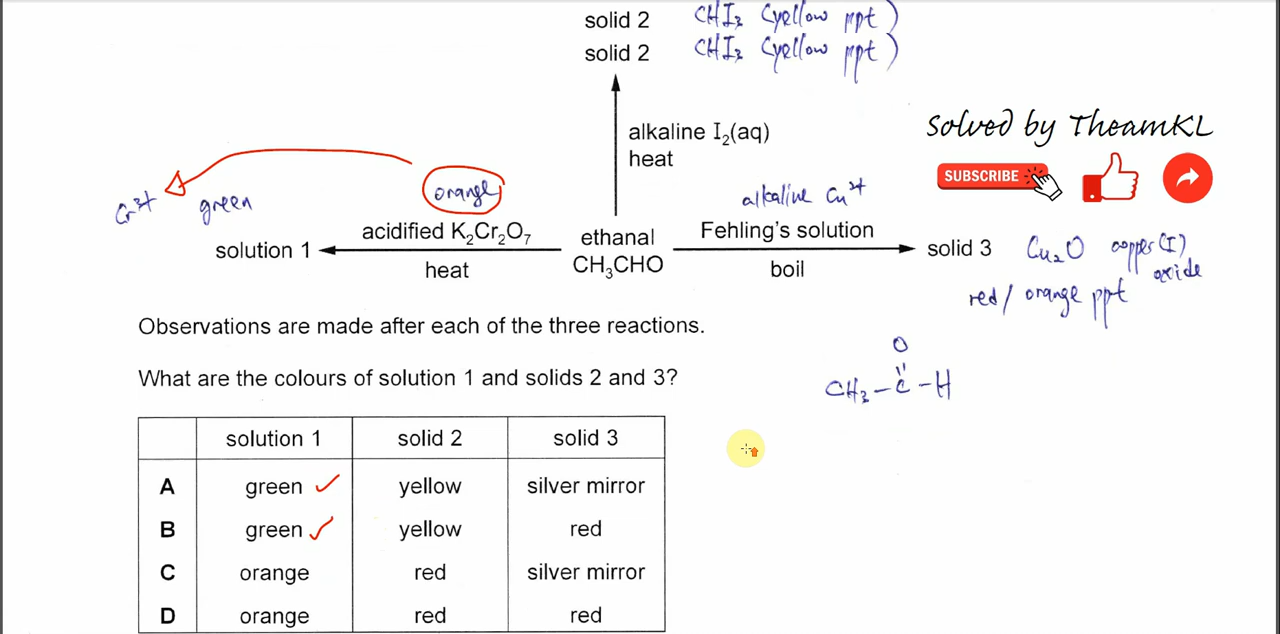 solid 2 CHI3 (yellow ppt)
solid 2 CHI3 (yellow ppt)
alkaline I2(aq)
heat
Solved by TheamKL
SUBSCRIBE
orange
alkaline Cu2+
Cr3+ green
acidified K2Cr2O7
ethanal
Fehling's solution
solution 1
solid 3 Cu2O copper(I) oxide
heat
CH3CHO
boil
red/orange ppt
Observations are made after each of the three reactions.
What are the colours of solution 1 and solids 2 and 3?
O
CH3-C-H
solution 1 solid 2 solid 3
A green ✓ yellow silver mirror
B green ✓ yellow red
C orange red silver mirror
D orange red red